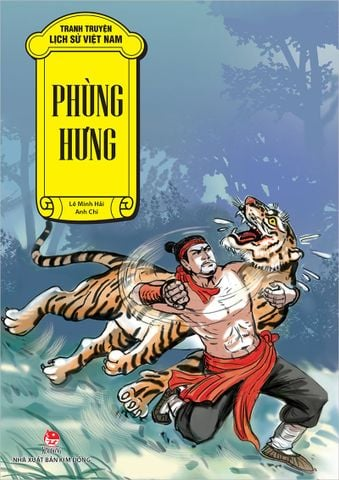 TRANH TRUYỆN
LỊCH SỬ VIỆT NAM
PHÙNG
HƯNG
Lê Minh Hải
Anh Chi
NHÀ XUẤT BẢN KIM ĐỒNG